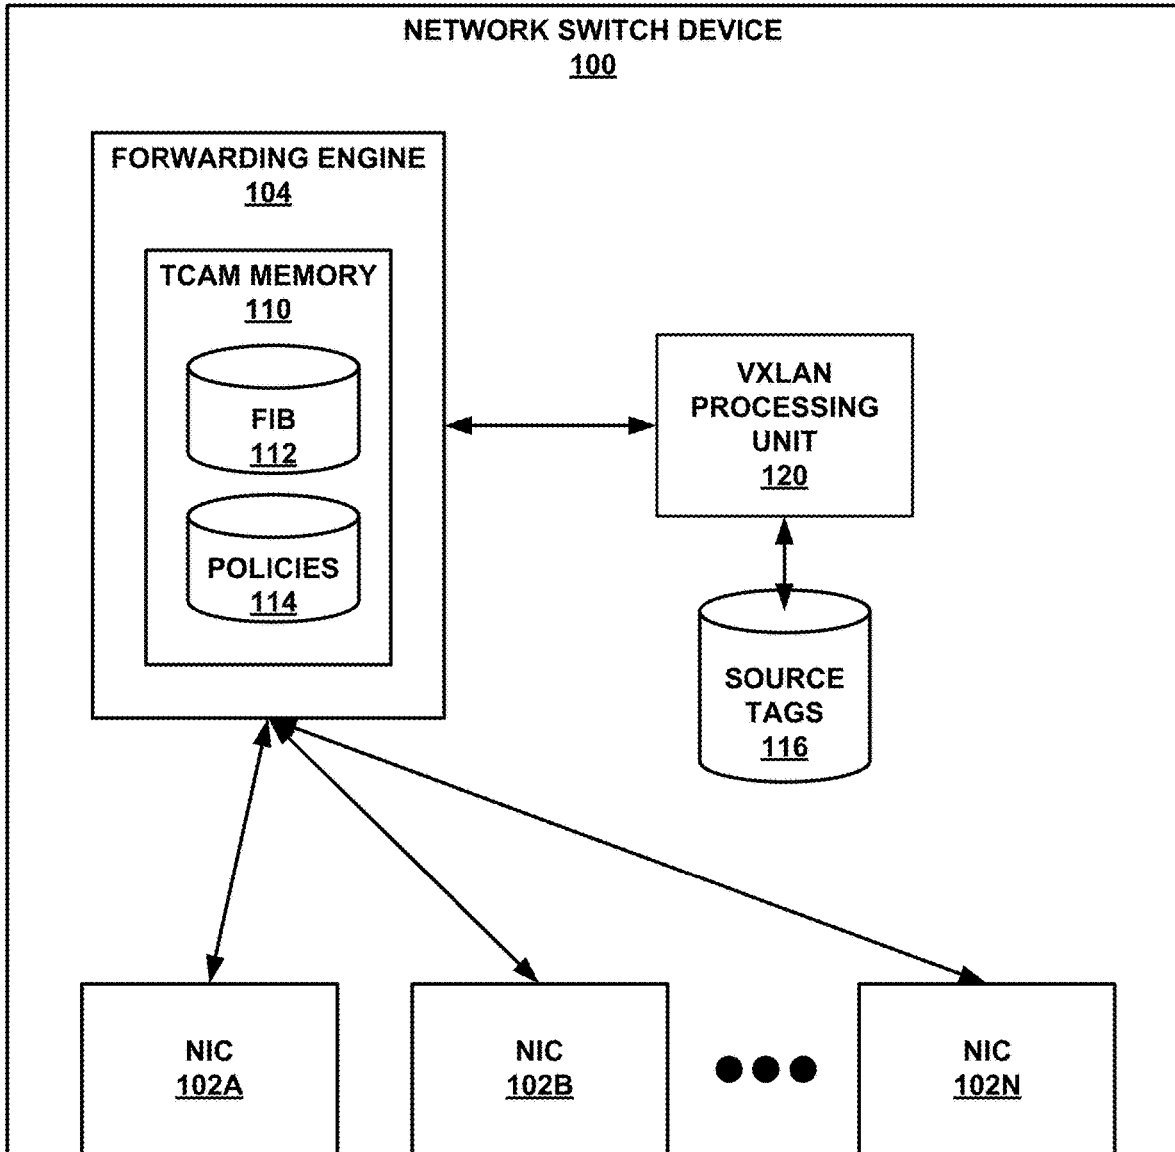 NETWORK SWITCH DEVICE
100
FORWARDING ENGINE
104
TCAM MEMORY
110
FIB
112
POLICIES
114
VXLAN
PROCESSING
UNIT
120
SOURCE
TAGS
116
NIC
102A
NIC
102B
NIC
102N